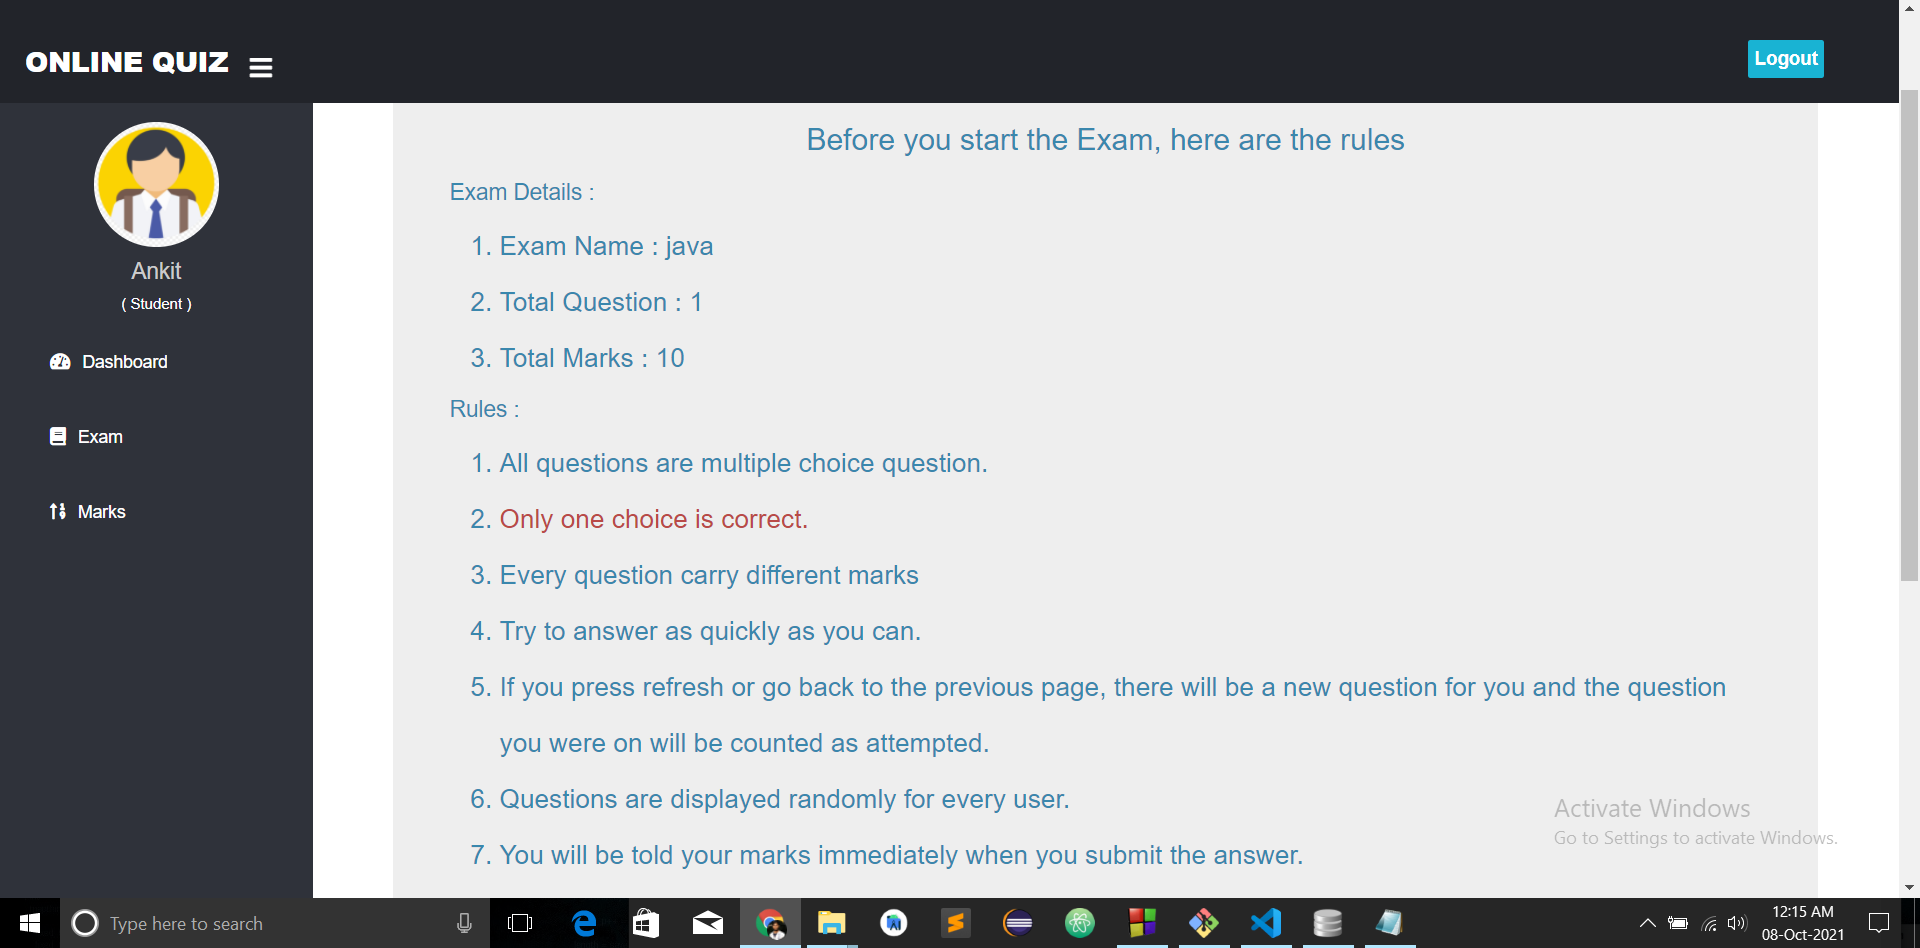 ONLINE QUIZ
Logout
Ankit
( Student )
Dashboard
Exam
Marks
Before you start the Exam, here are the rules
Exam Details :
1. Exam Name : java
2. Total Question : 1
3. Total Marks : 10
Rules :
1. All questions are multiple choice question.
2. Only one choice is correct.
3. Every question carry different marks
4. Try to answer as quickly as you can.
5. If you press refresh or go back to the previous page, there will be a new question for you and the question
you were on will be counted as attempted.
6. Questions are displayed randomly for every user.
7. You will be told your marks immediately when you submit the answer.
Activate Windows
Go to Settings to activate Windows.
Type here to search
12:15 AM
08-Oct-2021